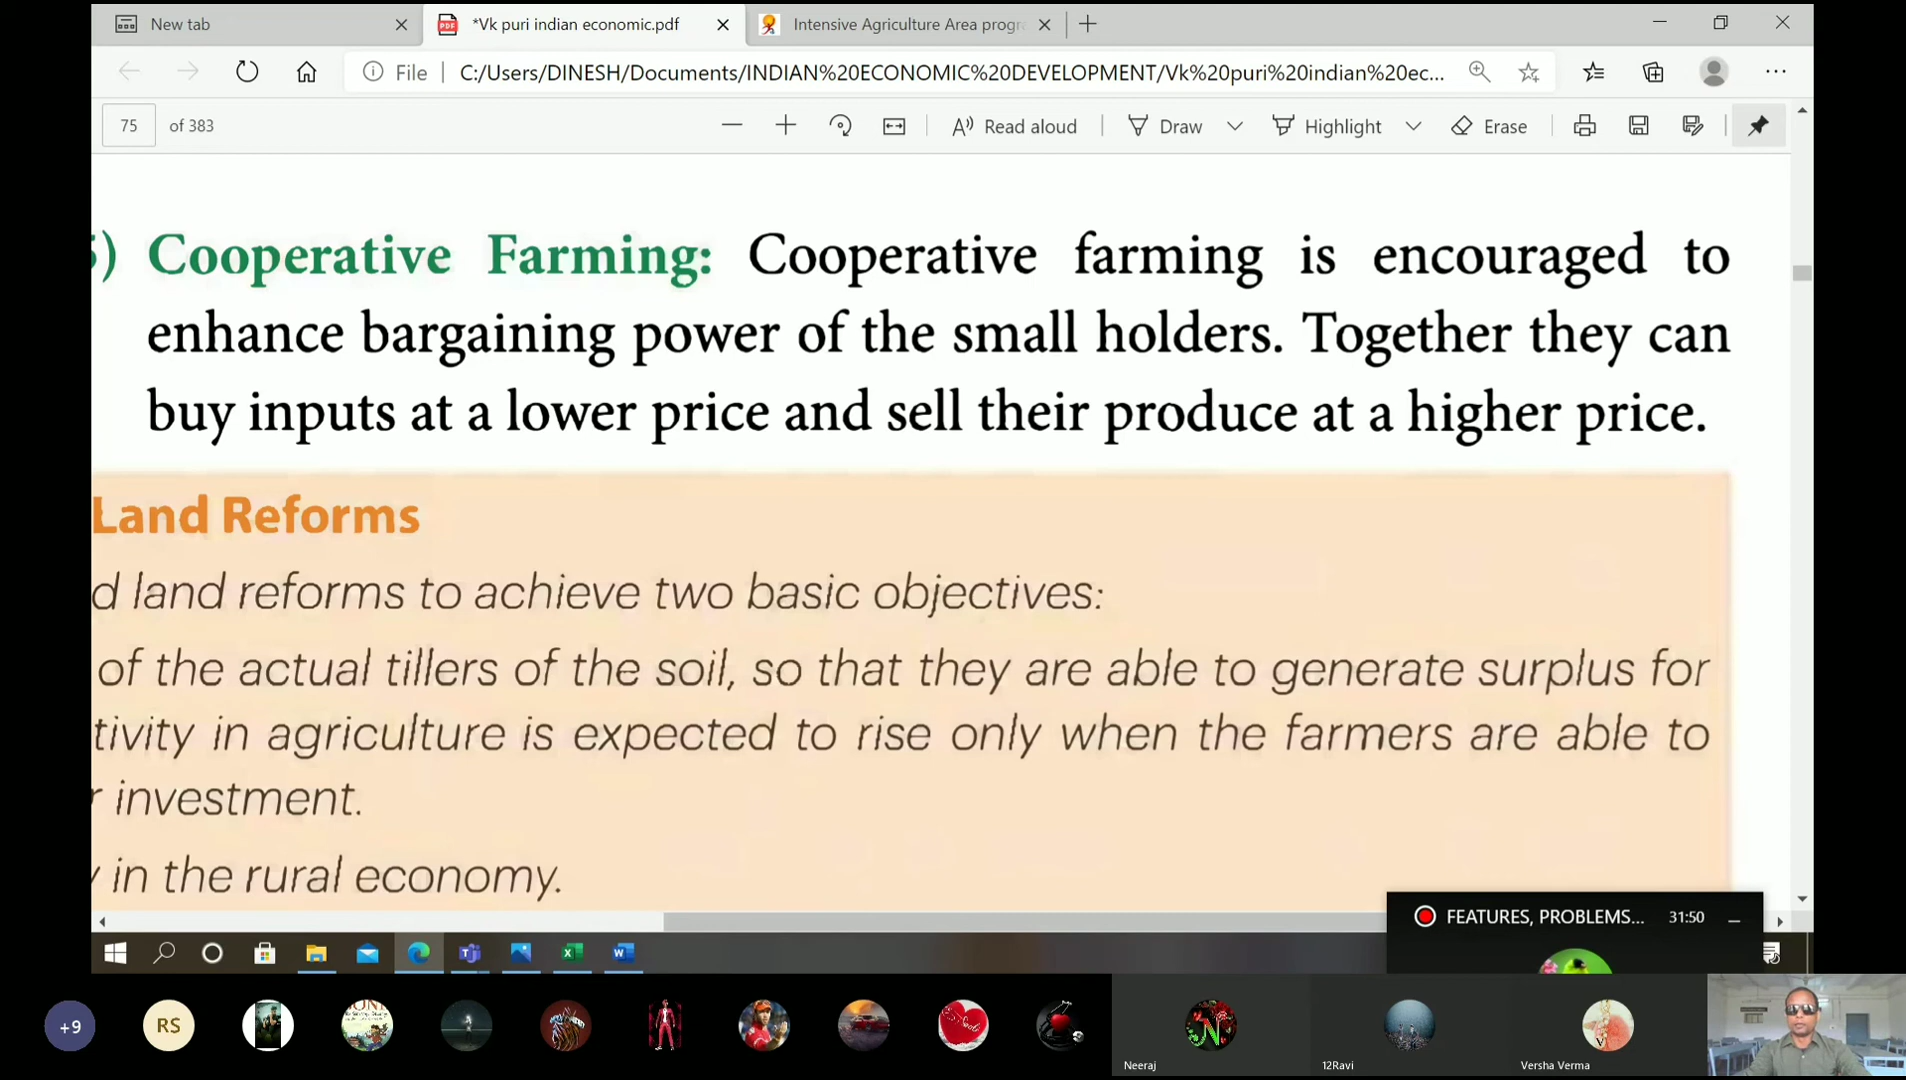 New tab
*Vk puri indian economic.pdf
Intensive Agriculture Area progr
File
C:/Users/DINESH/Documents/INDIAN%20ECONOMIC%20DEVELOPMENT/Vk%20puri%20indian%20ec...
75 of 383
Read aloud
Draw
Highlight
Erase
5) Cooperative Farming: Cooperative farming is encouraged to
enhance bargaining power of the small holders. Together they can
buy inputs at a lower price and sell their produce at a higher price.
Land Reforms
d land reforms to achieve two basic objectives:
of the actual tillers of the soil, so that they are able to generate surplus for
tivity in agriculture is expected to rise only when the farmers are able to
r investment.
y in the rural economy.
FEATURES, PROBLEMS... 31:50
+9
RS
N
Neeraj
12Ravi
V
Versha Verma